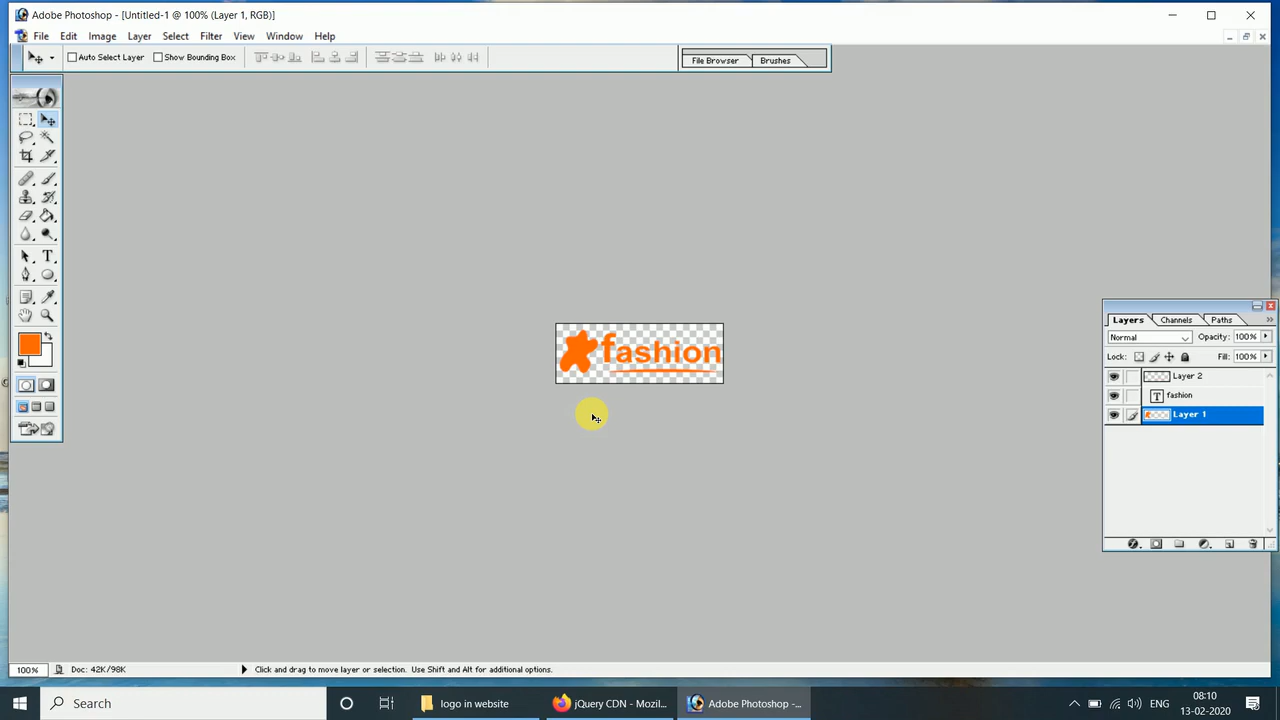 Adobe Photoshop - [Untitled-1 @ 100% (Layer 1, RGB)]
File Edit Image Layer Select Filter View Window Help
Auto Select Layer Show Bounding Box File Browser Brushes
fashion
Layers Channels Paths
Normal Opacity: 100%
Lock: Fill: 100%
Layer 2
T fashion
Layer 1
100% Doc: 42K/98K Click and drag to move layer or selection. Use Shift and Alt for additional options.
Search logo in website jQuery CDN - Mozil... Adobe Photoshop -... ENG 08:10
13-02-2020